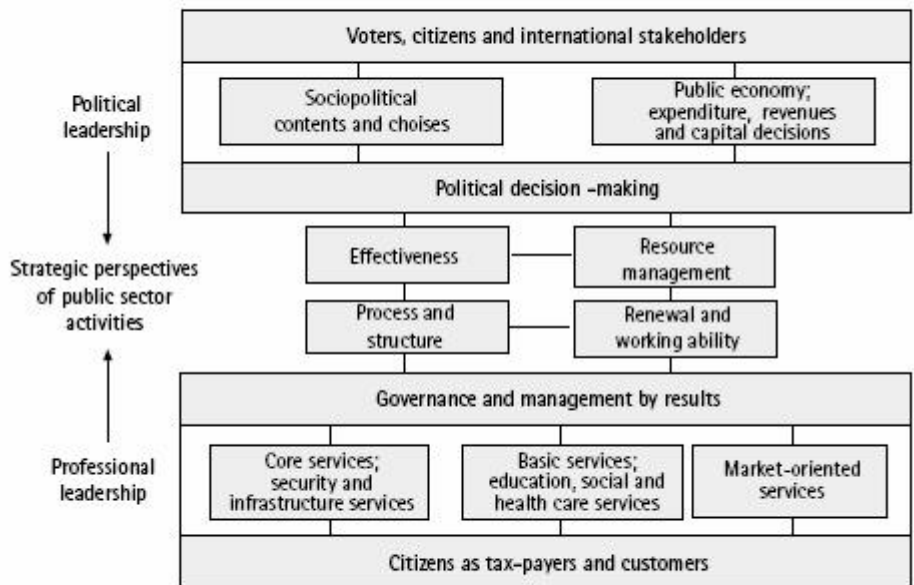 Voters, citizens and international stakeholders
Political
leadership
Sociopolitical
contents and choises
Public economy;
expenditure, revenues
and capital decisions
Political decision -making
Strategic perspectives
of public sector
activities
Effectiveness
Resource
management
Process and
structure
Renewal and
working ability
Governance and management by results
Professional
leadership
Core services;
security and
infrastructure services
Basic services;
education, social and
health care services
Market-oriented
services
Citizens as tax-payers and customers